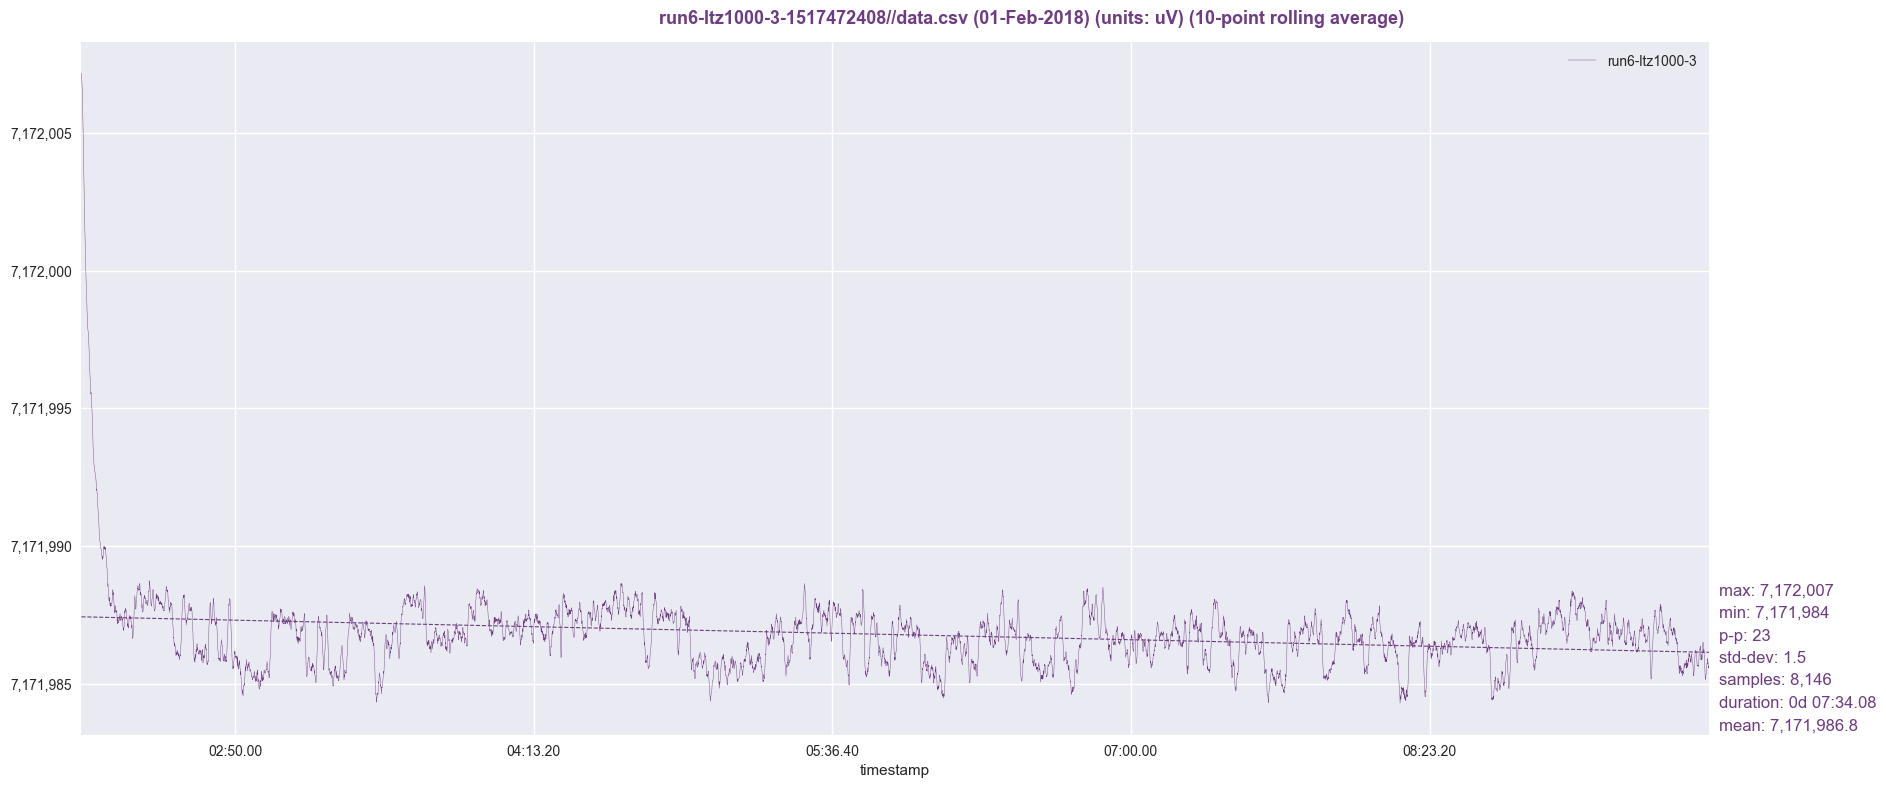 run6-ltz1000-3-1517472408//data.csv (01-Feb-2018) (units: uV) (10-point rolling average)
run6-ltz1000-3
7,172,005
7,172,000
7,171,995
7,171,990
7,171,985
max: 7,172,007
min: 7,171,984
p-p: 23
std-dev: 1.5
samples: 8,146
duration: 0d 07:34.08
mean: 7,171,986.8
02:50.00 04:13.20 05:36.40 07:00.00 08:23.20
timestamp